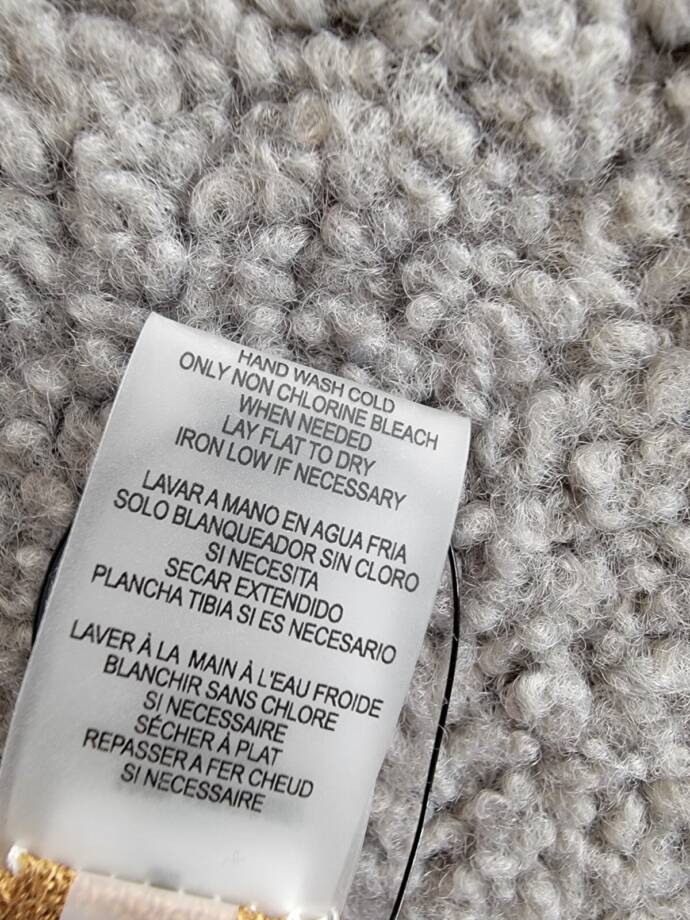 HAND WASH COLD
ONLY NON CHLORINE BLEACH
WHEN NEEDED
LAY FLAT TO DRY
IRON LOW IF NECESSARY
LAVAR A MANO EN AGUA FRIA
SOLO BLANQUEADOR SIN CLORO
SI NECESITA
SECAR EXTENDIDO
PLANCHA TIBIA SI ES NECESARIO
LAVER À LA MAIN À L'EAU FROIDE
BLANCHIR SANS CHLORE
SI NECESSAIRE
SÉCHER À PLAT
REPASSER A FER CHEUD
SI NECESSAIRE